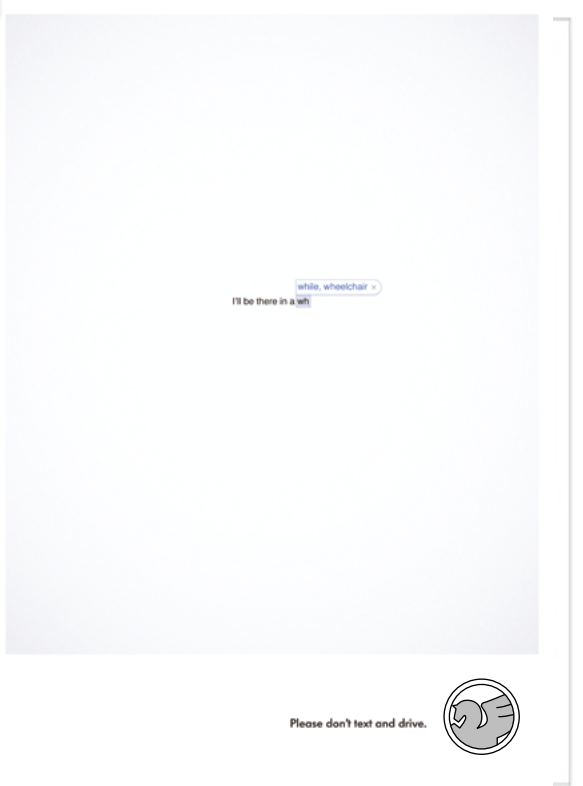 while, wheelchair ×
I'll be there in a wh
Please don't text and drive.